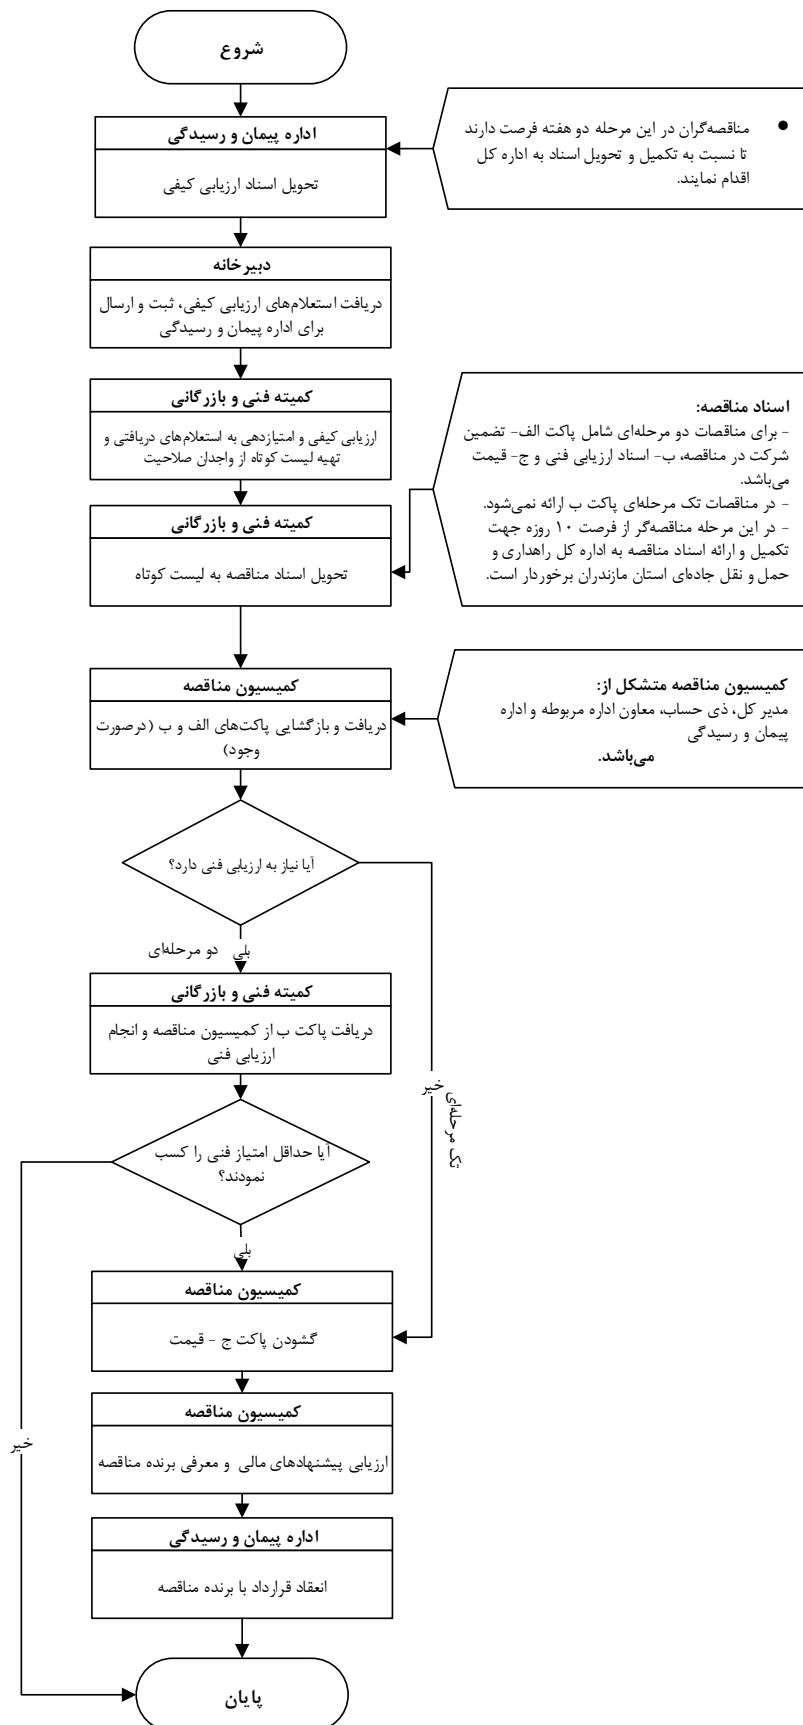 شروع
اداره پیمان و رسیدگی
تحویل اسناد ارزیابی کیفی
● مناقصه‌گران در این مرحله دو هفته فرصت دارند
تا نسبت به تکمیل و تحویل اسناد به اداره کل
اقدام نمایند.
دبیرخانه
دریافت استعلام‌های ارزیابی کیفی، ثبت و ارسال
برای اداره پیمان و رسیدگی
کمیته فنی و بازرگانی
ارزیابی کیفی و امتیازدهی به استعلام‌های دریافتی و
تهیه لیست کوتاه از واجدان صلاحیت
کمیته فنی و بازرگانی
تحویل اسناد مناقصه به لیست کوتاه
اسناد مناقصه:
- برای مناقصات دو مرحله‌ای شامل پاکت الف- تضمین
شرکت در مناقصه، ب- اسناد ارزیابی فنی و ج- قیمت
می‌باشد.
- در مناقصات تک مرحله‌ای پاکت ب ارائه نمی‌شود.
- در این مرحله مناقصه‌گر از فرصت ۱۰ روزه جهت
تکمیل و ارائه اسناد مناقصه به اداره کل راهداری و
حمل و نقل جاده‌ای استان مازندران برخوردار است.
کمیسیون مناقصه
دریافت و بازگشایی پاکت‌های الف و ب (درصورت
وجود)
کمیسیون مناقصه متشکل از:
مدیر کل، ذی حساب، معاون اداره مربوطه و اداره
پیمان و رسیدگی
می‌باشد.
آیا نیاز به ارزیابی فنی دارد؟
بلی
دو مرحله‌ای
کمیته فنی و بازرگانی
دریافت پاکت ب از کمیسیون مناقصه و انجام
ارزیابی فنی
خیر
تک مرحله‌ای
آیا حداقل امتیاز فنی را کسب
نمودند؟
بلی
کمیسیون مناقصه
گشودن پاکت ج - قیمت
کمیسیون مناقصه
ارزیابی پیشنهادهای مالی و معرفی برنده مناقصه
خیر
اداره پیمان و رسیدگی
انعقاد قرارداد با برنده مناقصه
پایان